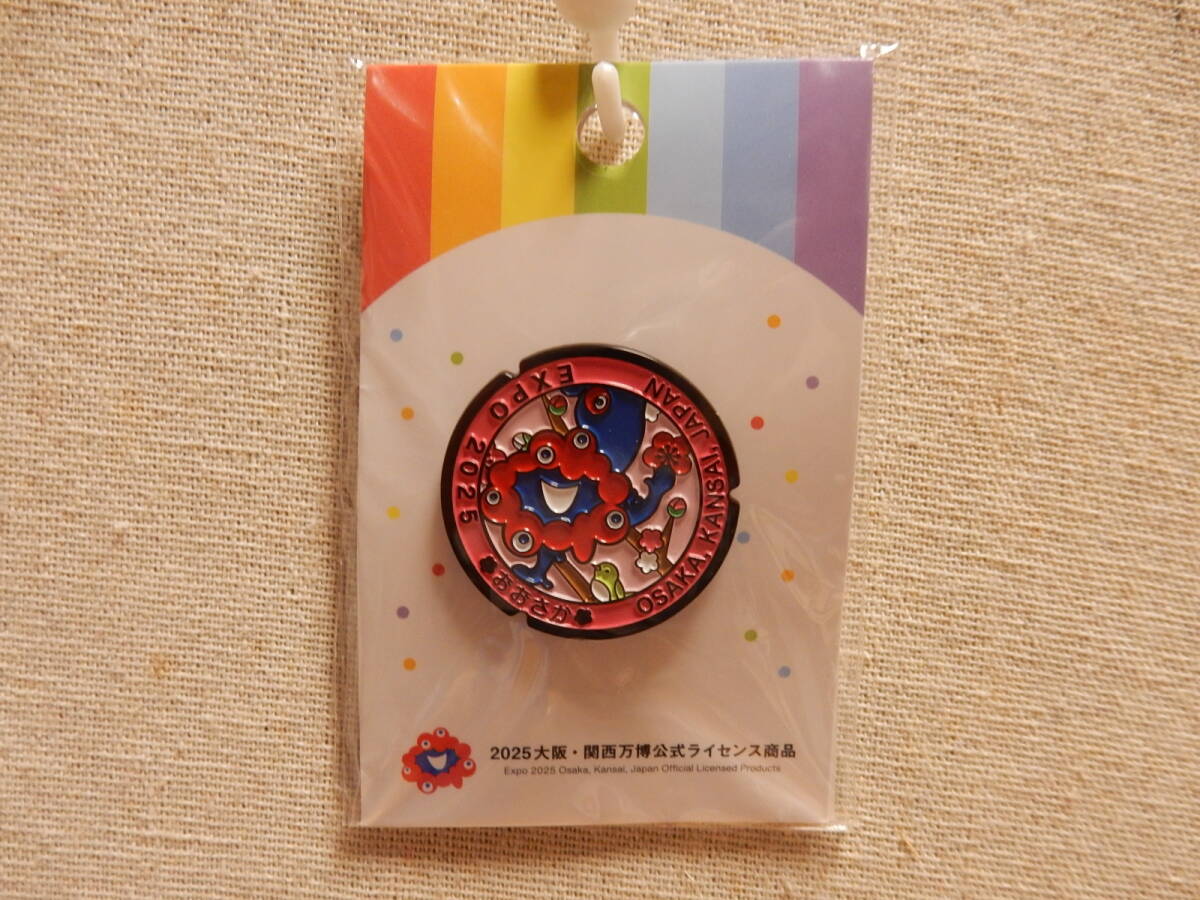 EXPO 2025
OSAKA, KANSAI, JAPAN
おおさか
2025大阪・関西万博公式ライセンス商品
Expo 2025 Osaka, Kansai, Japan Official Licensed Products